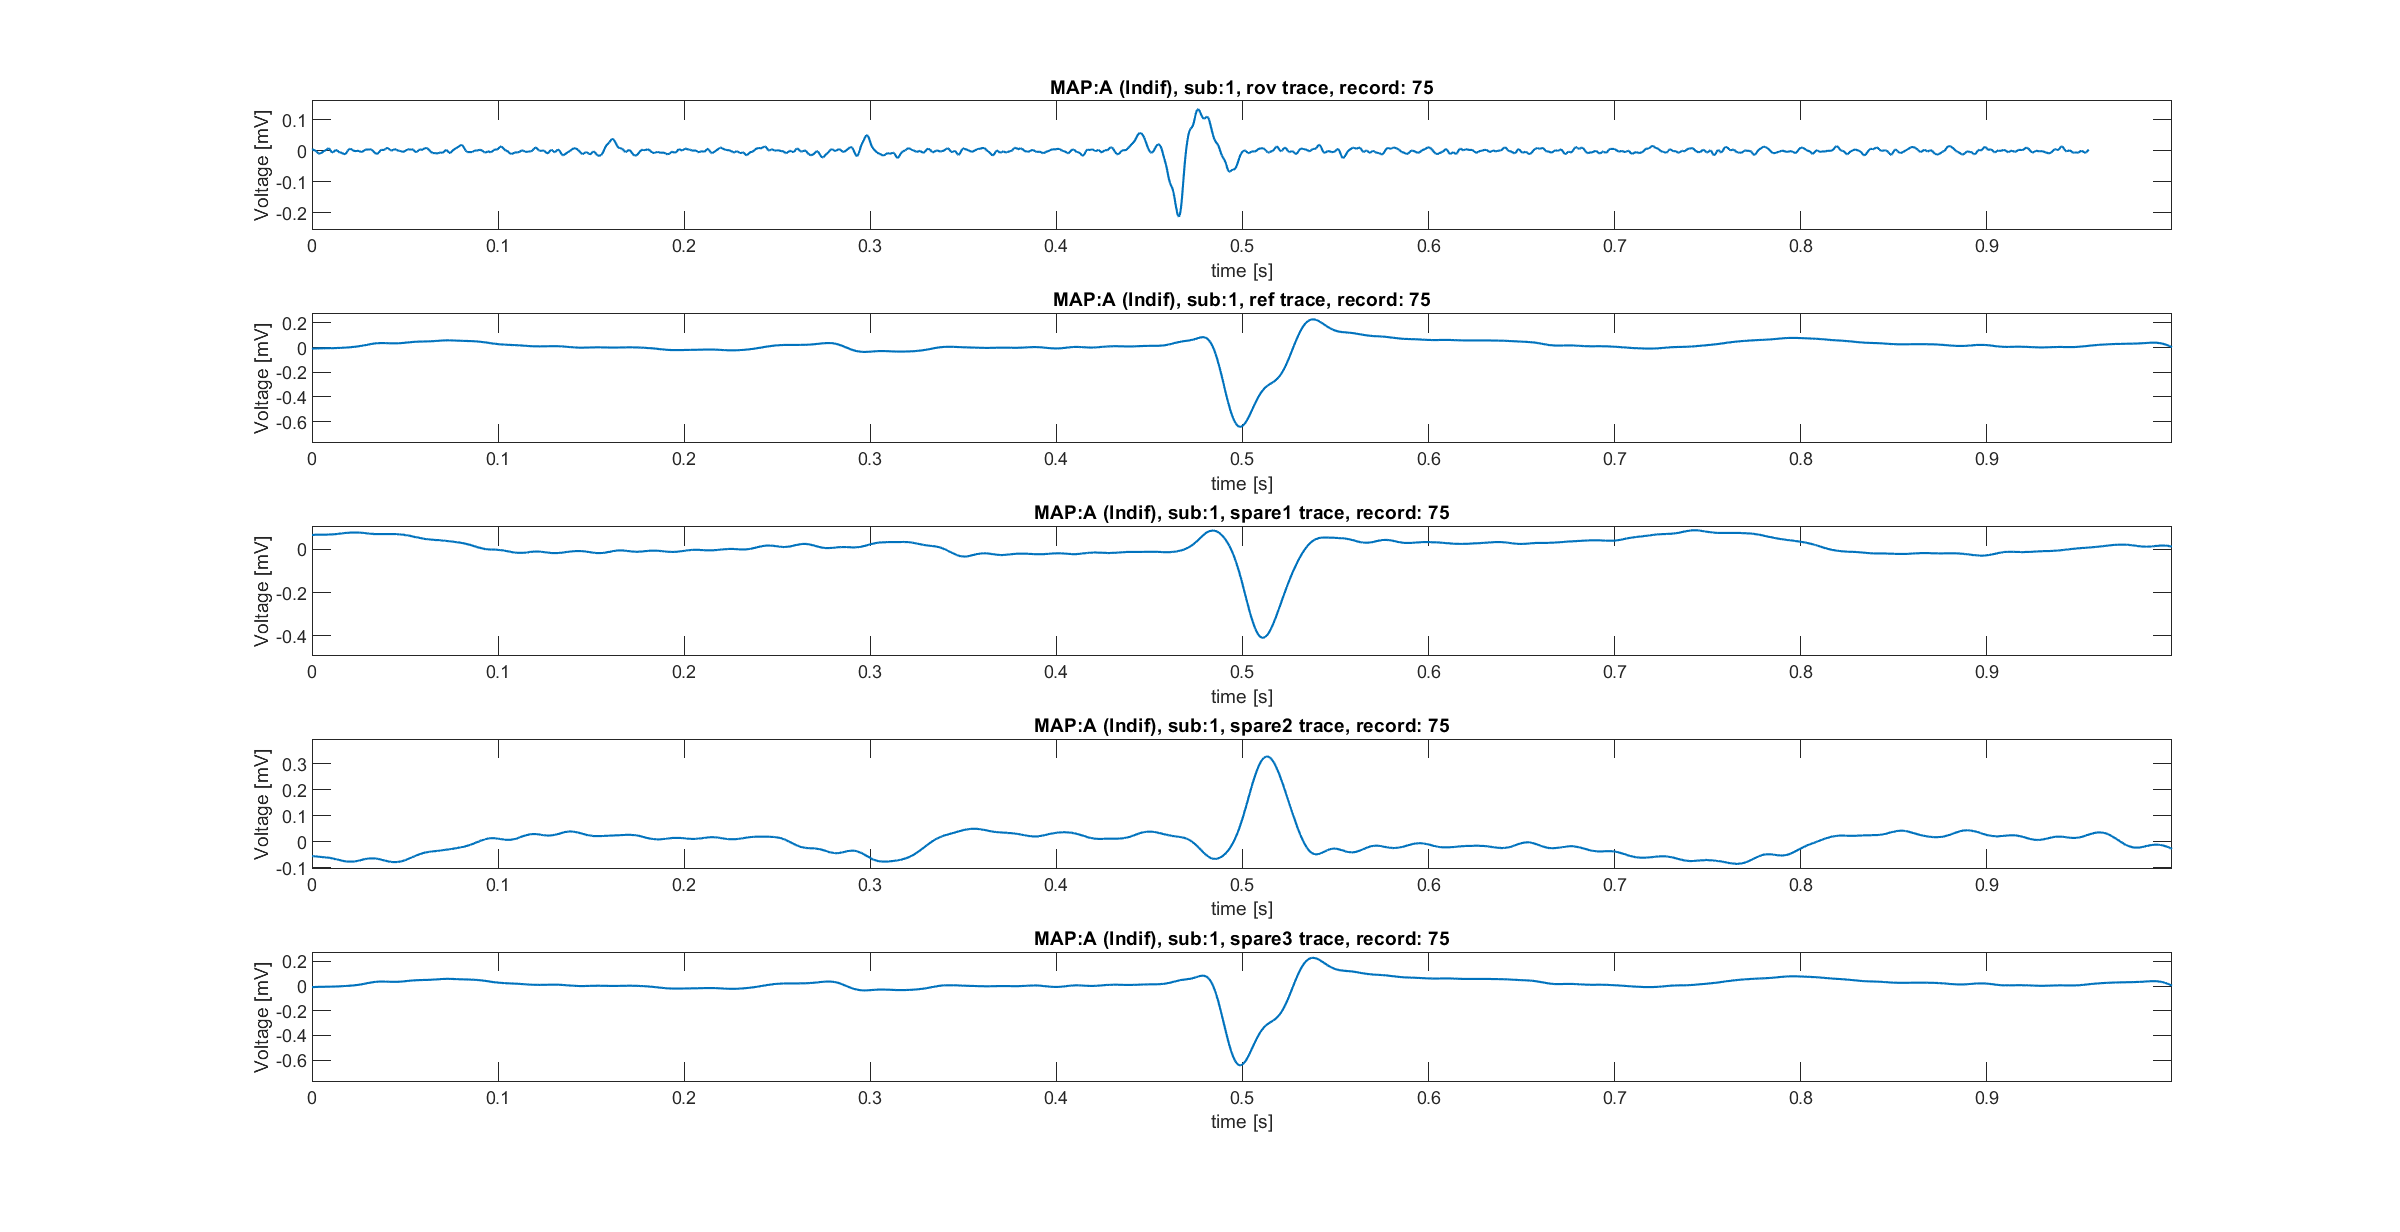 MAP:A (Indif), sub:1, rov trace, record: 75
Voltage [mV]
0.1
0
-0.1
-0.2
0 0.1 0.2 0.3 0.4 0.5 0.6 0.7 0.8 0.9
time [s]
MAP:A (Indif), sub:1, ref trace, record: 75
Voltage [mV]
0.2
0
-0.2
-0.4
-0.6
0 0.1 0.2 0.3 0.4 0.5 0.6 0.7 0.8 0.9
time [s]
MAP:A (Indif), sub:1, spare1 trace, record: 75
Voltage [mV]
0
-0.2
-0.4
0 0.1 0.2 0.3 0.4 0.5 0.6 0.7 0.8 0.9
time [s]
MAP:A (Indif), sub:1, spare2 trace, record: 75
Voltage [mV]
0.3
0.2
0.1
0
-0.1
0 0.1 0.2 0.3 0.4 0.5 0.6 0.7 0.8 0.9
time [s]
MAP:A (Indif), sub:1, spare3 trace, record: 75
Voltage [mV]
0.2
0
-0.2
-0.4
-0.6
0 0.1 0.2 0.3 0.4 0.5 0.6 0.7 0.8 0.9
time [s]